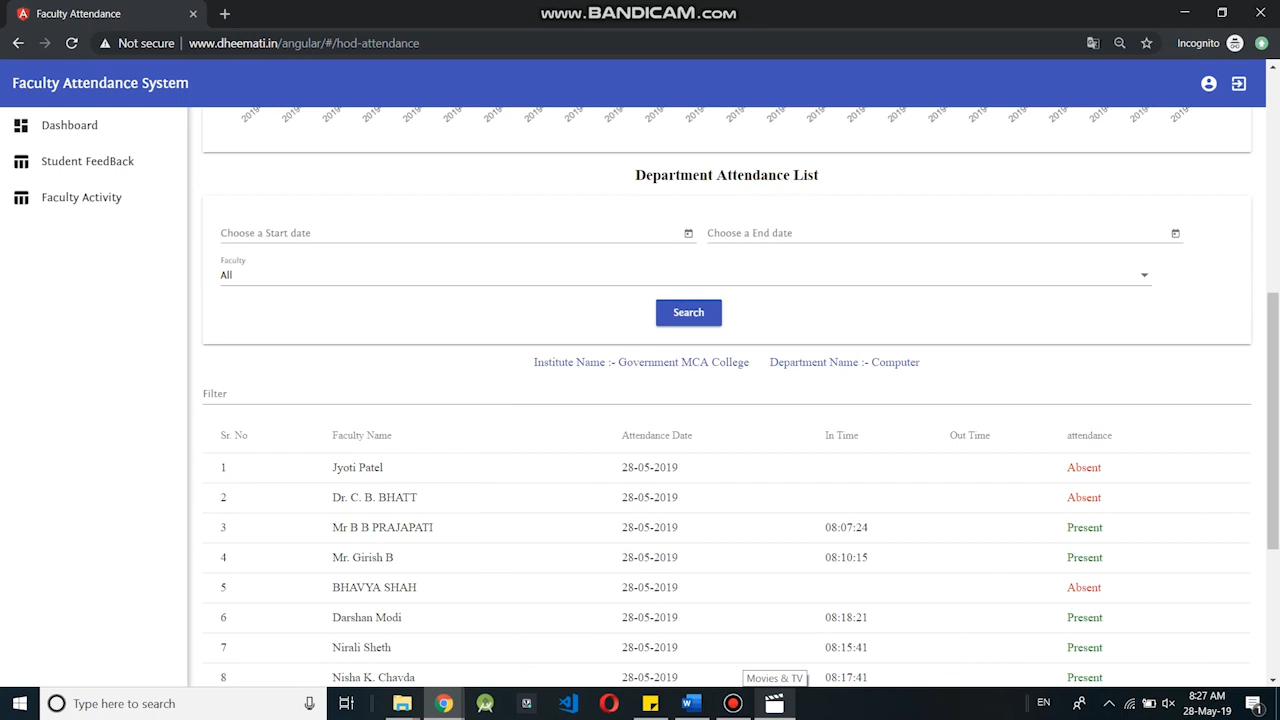 Faculty Attendance System
www.BANDICAM.com
Not secure | www.dheemati.in/angular/#/hod-attendance
Incognito
Faculty Attendance System
Dashboard
Student FeedBack
Faculty Activity
Department Attendance List
Choose a Start date
Choose a End date
Faculty
All
Search
Institute Name :- Government MCA College
Department Name :- Computer
Filter
Sr. No Faculty Name Attendance Date In Time Out Time attendance
1 Jyoti Patel 28-05-2019 Absent
2 Dr. C. B. BHATT 28-05-2019 Absent
3 Mr B B PRAJAPATI 28-05-2019 08:07:24 Present
4 Mr. Girish B 28-05-2019 08:10:15 Present
5 BHAVYA SHAH 28-05-2019 Absent
6 Darshan Modi 28-05-2019 08:18:21 Present
7 Nirali Sheth 28-05-2019 08:15:41 Present
8 Nisha K. Chavda 28-05-2019 08:17:41 Present
Movies & TV
Type here to search
EN
8:27 AM
28-May-19
1